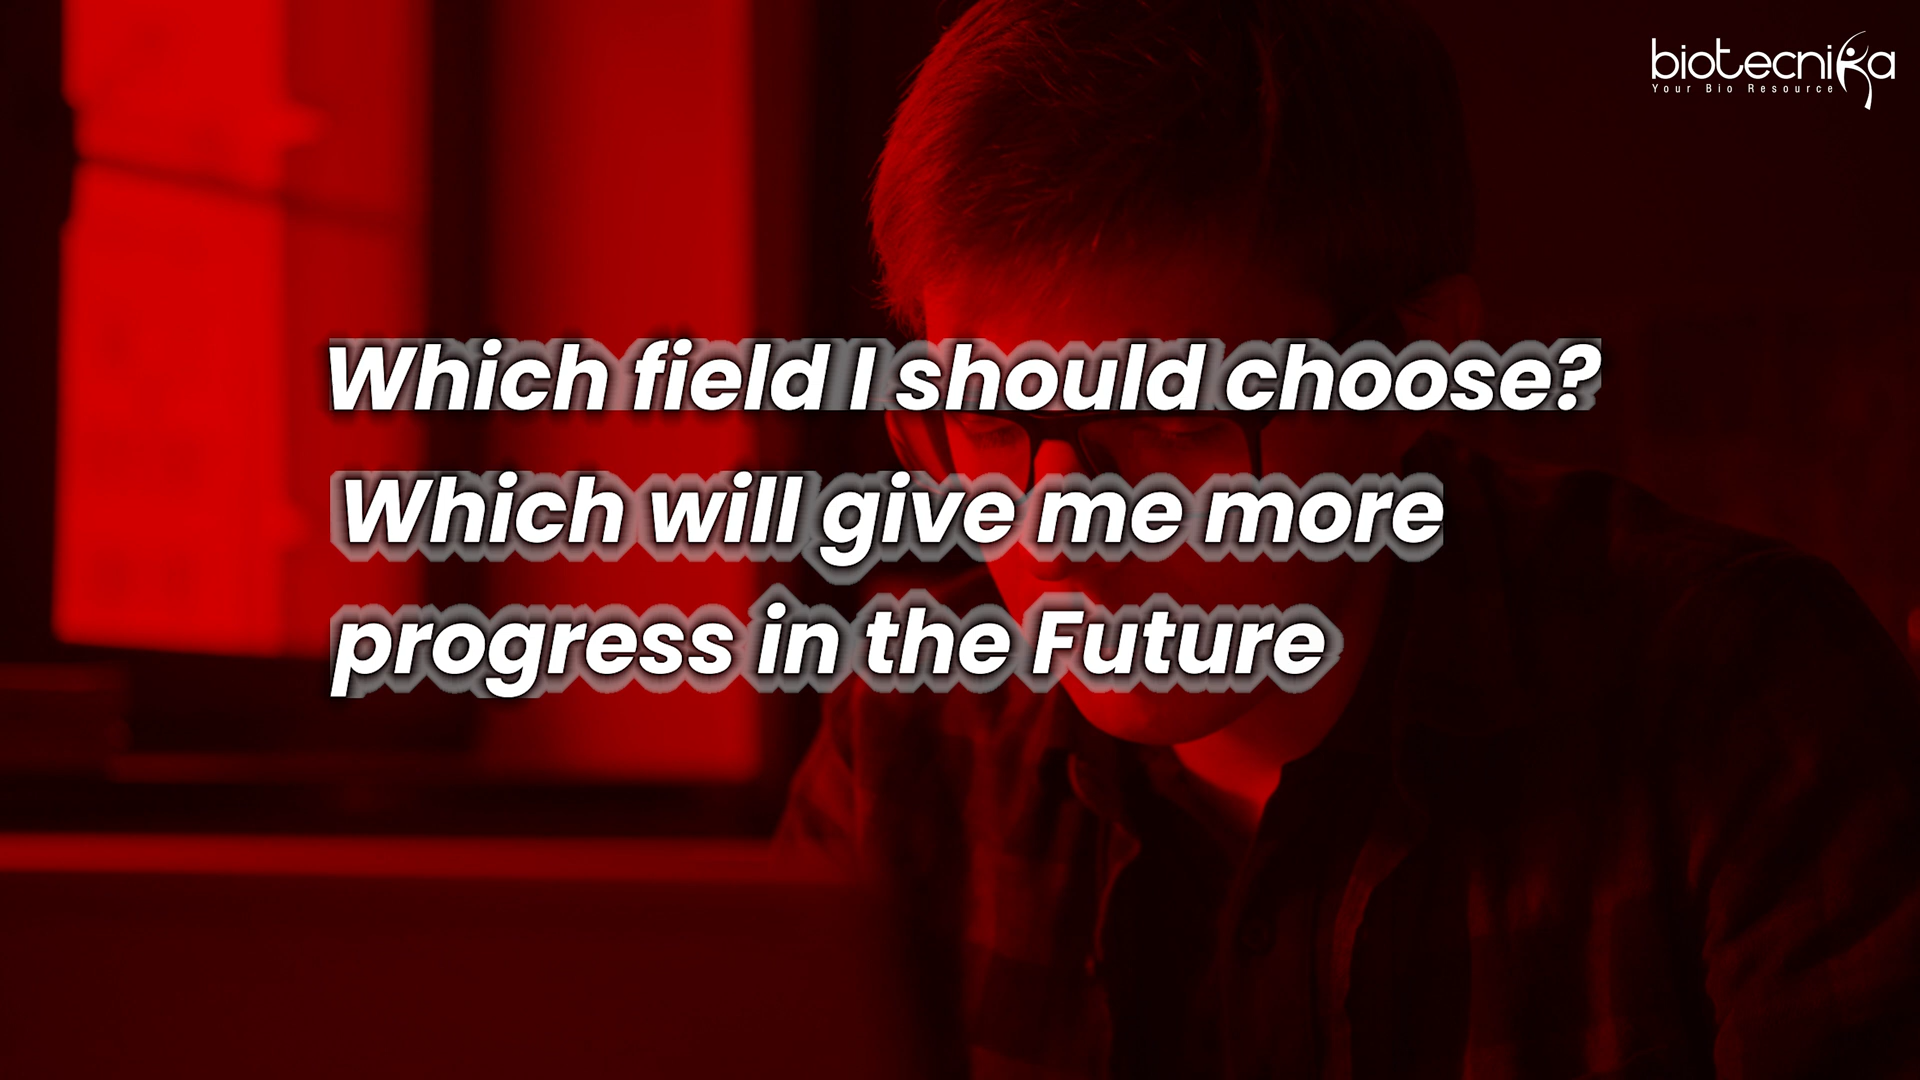 biotecnika
Your Bio Resource
Which field I should choose?
Which will give me more
progress in the Future